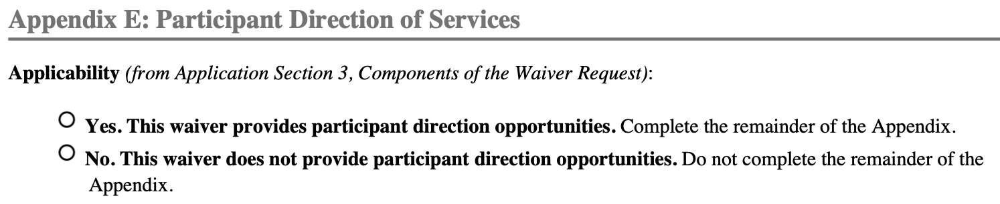 Appendix E: Participant Direction of Services
Applicability (from Application Section 3, Components of the Waiver Request):
Yes. This waiver provides participant direction opportunities. Complete the remainder of the Appendix.
No. This waiver does not provide participant direction opportunities. Do not complete the remainder of the
Appendix.